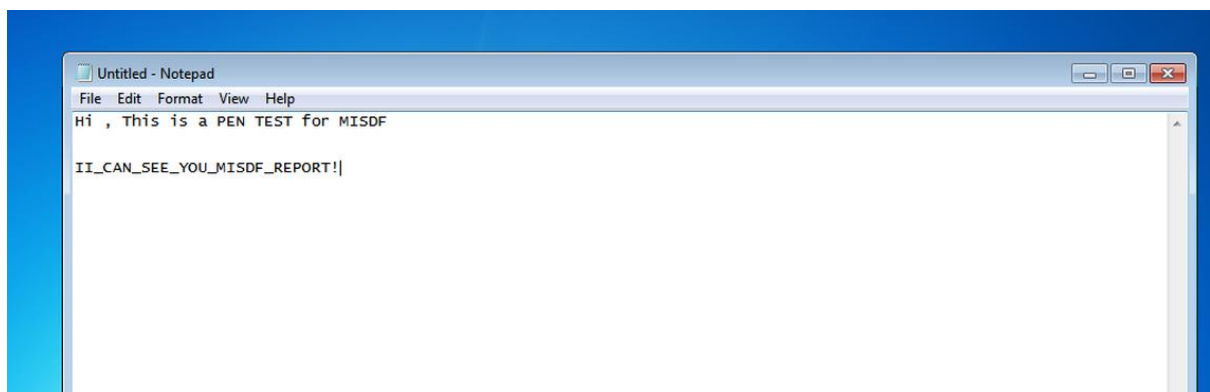 Untitled - Notepad
File Edit Format View Help
Hi , This is a PEN TEST for MISDF
II_CAN_SEE_YOU_MISDF_REPORT!